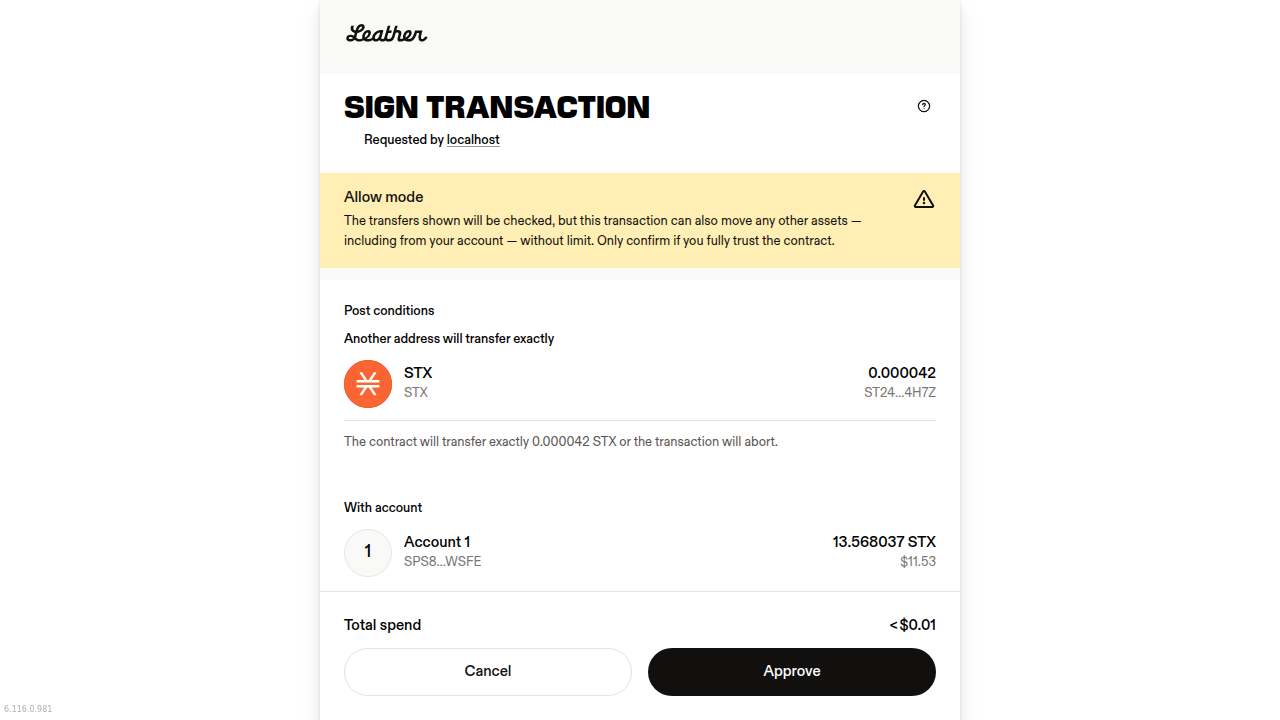 Leather
SIGN TRANSACTION
Requested by localhost
Allow mode
The transfers shown will be checked, but this transaction can also move any other assets —
including from your account — without limit. Only confirm if you fully trust the contract.
Post conditions
Another address will transfer exactly
STX 0.000042
STX ST24...4H7Z
The contract will transfer exactly 0.000042 STX or the transaction will abort.
With account
1
Account 1 13.568037 STX
SPS8...WSFE $11.53
Total spend <$0.01
Cancel Approve
6.116.0.981